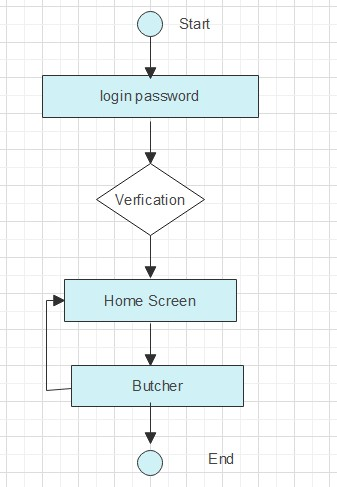 Start
login password
Verfication
Home Screen
Butcher
End